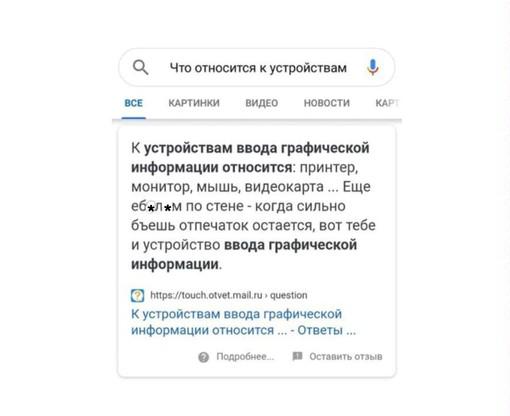 Что относится к устройствам
ВСЕ КАРТИНКИ ВИДЕО НОВОСТИ КАРТ
К устройствам ввода графической
информации относится: принтер,
монитор, мышь, видеокарта ... Еще
еб*л*м по стене - когда сильно
бъешь отпечаток остается, вот тебе
и устройство ввода графической
информации.
https://touch.otvet.mail.ru › question
К устройствам ввода графической
информации относится ... - Ответы ...
Подробнее... Оставить отзыв